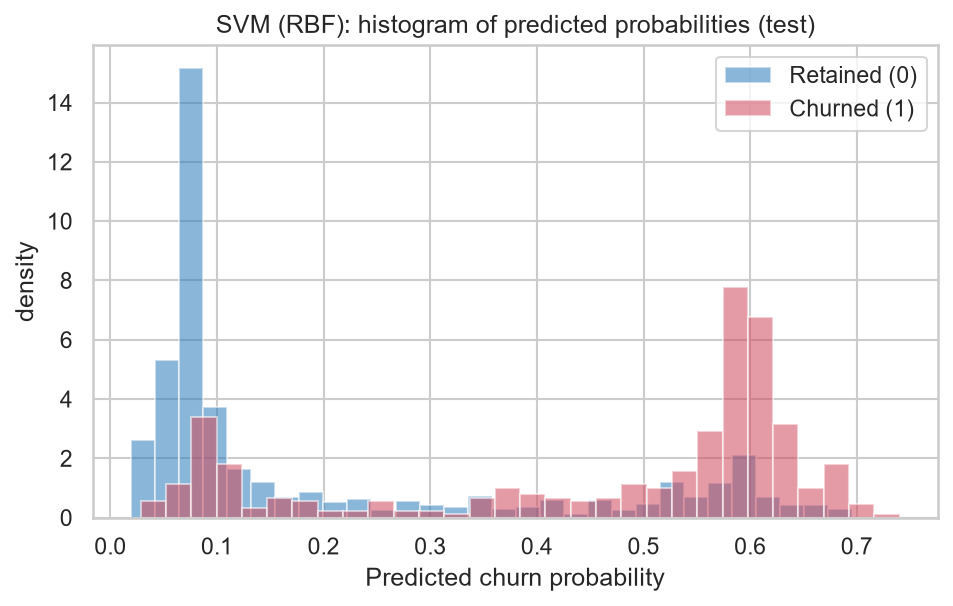 SVM (RBF): histogram of predicted probabilities (test)
Retained (0)
Churned (1)
density
14
12
10
8
6
4
2
0
0.0 0.1 0.2 0.3 0.4 0.5 0.6 0.7
Predicted churn probability